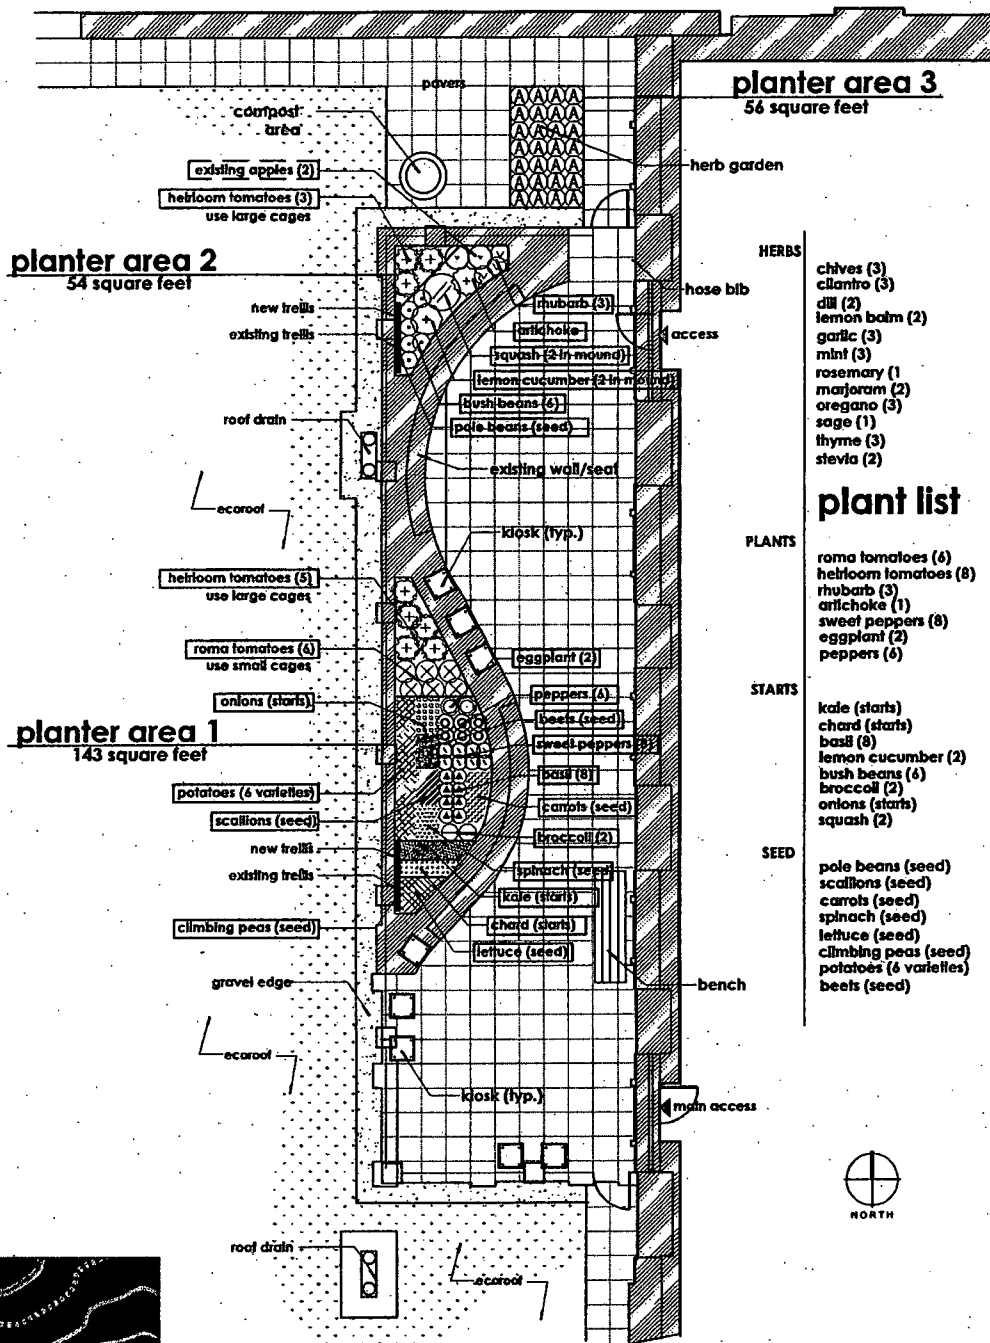 pavers
planter area 3
56 square feet
compost
area
herb garden
existing apples (2)
heirloom tomatoes (3)
use large cages
planter area 2
54 square feet
new trellis
existing trellis
hose bib
rhubarb (3)
artichoke
access
squash (2 in mound)
lemon cucumber (2 in mound)
bush beans (6)
pole beans (seed)
roof drain
existing wall/seat
ecoroof
kiosk (typ.)
heirloom tomatoes (5)
use large cages
roma tomatoes (6)
use small cages
eggplant (2)
onions (starts)
peppers (6)
beets (seed)
planter area 1
143 square feet
sweet peppers (8)
basil (8)
potatoes (6 varieties)
carrots (seed)
scallions (seed)
broccoli (2)
new trellis
existing trellis
spinach (seed)
kale (starts)
climbing peas (seed)
chard (starts)
lettuce (seed)
gravel edge
bench
ecoroof
kiosk (typ.)
main access
roof drain
ecoroof
HERBS
chives (3)
cilantro (3)
dill (2)
lemon balm (2)
garlic (3)
mint (3)
rosemary (1
marjoram (2)
oregano (3)
sage (1)
thyme (3)
stevia (2)
plant list
PLANTS
roma tomatoes (6)
heirloom tomatoes (8)
rhubarb (3)
artichoke (1)
sweet peppers (8)
eggplant (2)
peppers (6)
STARTS
kale (starts)
chard (starts)
basil (8)
lemon cucumber (2)
bush beans (6)
broccoli (2)
onions (starts)
squash (2)
SEED
pole beans (seed)
scallions (seed)
carrots (seed)
spinach (seed)
lettuce (seed)
climbing peas (seed)
potatoes (6 varieties)
beets (seed)
NORTH